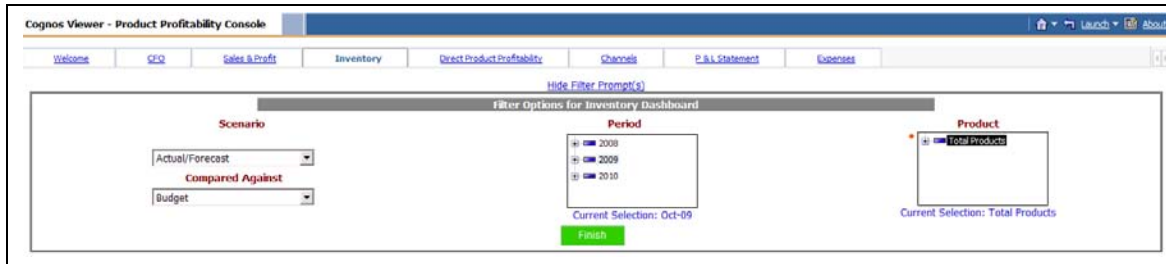 Cognos Viewer - Product Profitability Console
Launch About
Welcome CFO Sales & Profit Inventory Direct Product Profitability Channels P & L Statement Expenses
Hide Filter Prompt(s)
Filter Options for Inventory Dashboard
Scenario
Actual/Forecast
Compared Against
Budget
Period
2008
2009
2010
Current Selection: Oct-09
Product
* Total Products
Current Selection: Total Products
Finish